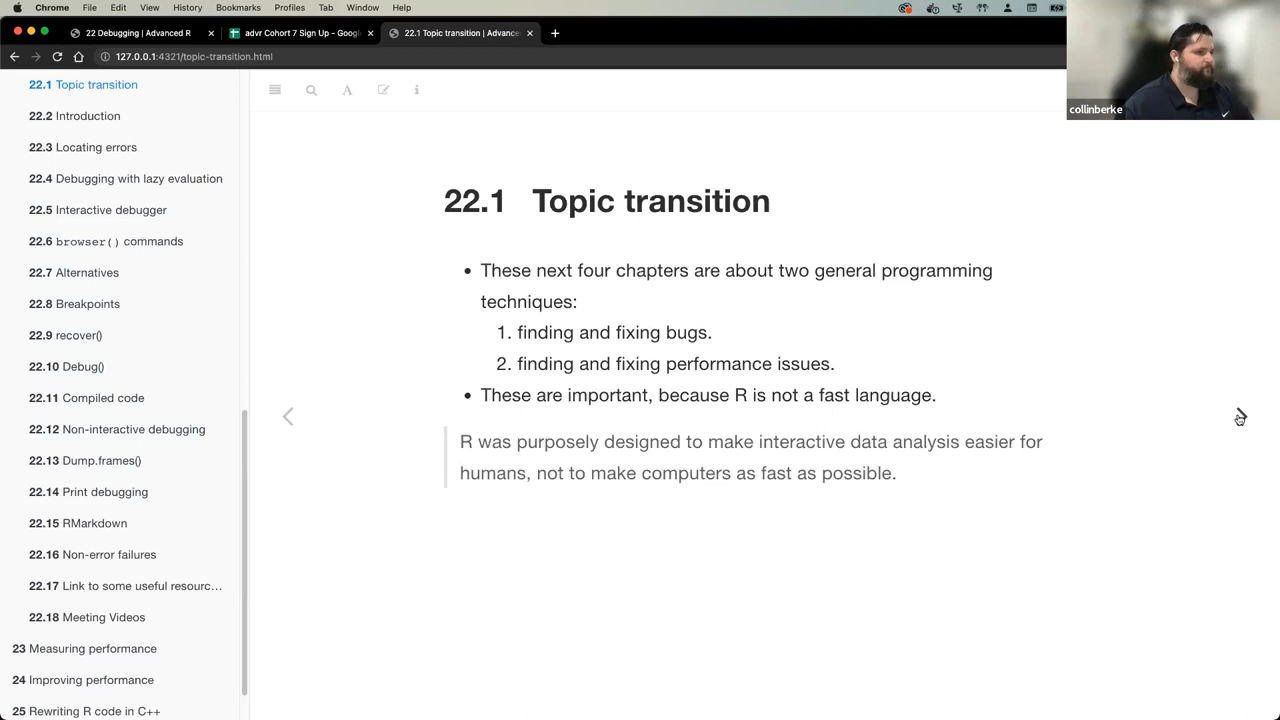 Chrome File Edit View History Bookmarks Profiles Tab Window Help
22 Debugging | Advanced R
advr Cohort 7 Sign Up - Google
22.1 Topic transition | Advance
127.0.0.1:4321/topic-transition.html
collinberke
22.1 Topic transition
22.2 Introduction
22.3 Locating errors
22.4 Debugging with lazy evaluation
22.5 Interactive debugger
22.6 browser() commands
22.7 Alternatives
22.8 Breakpoints
22.9 recover()
22.10 Debug()
22.11 Compiled code
22.12 Non-interactive debugging
22.13 Dump.frames()
22.14 Print debugging
22.15 RMarkdown
22.16 Non-error failures
22.17 Link to some useful resourc…
22.18 Meeting Videos
23 Measuring performance
24 Improving performance
25 Rewriting R code in C++
22.1 Topic transition
• These next four chapters are about two general programming
techniques:
1. finding and fixing bugs.
2. finding and fixing performance issues.
• These are important, because R is not a fast language.
R was purposely designed to make interactive data analysis easier for
humans, not to make computers as fast as possible.